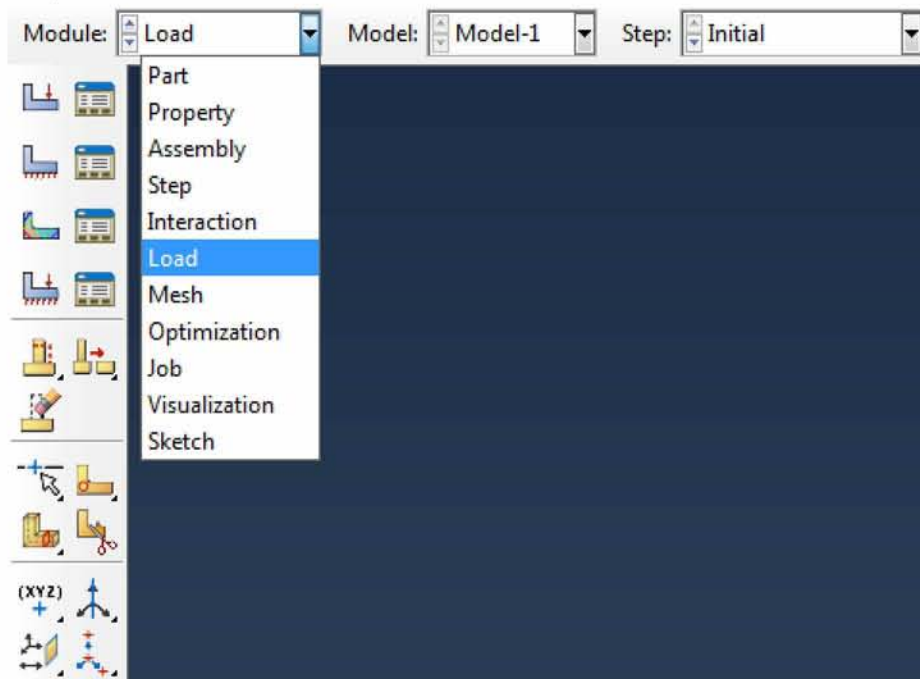 Module: Load Model: Model-1 Step: Initial
Part
Property
Assembly
Step
Interaction
Load
Mesh
Optimization
Job
Visualization
Sketch
(XYZ)